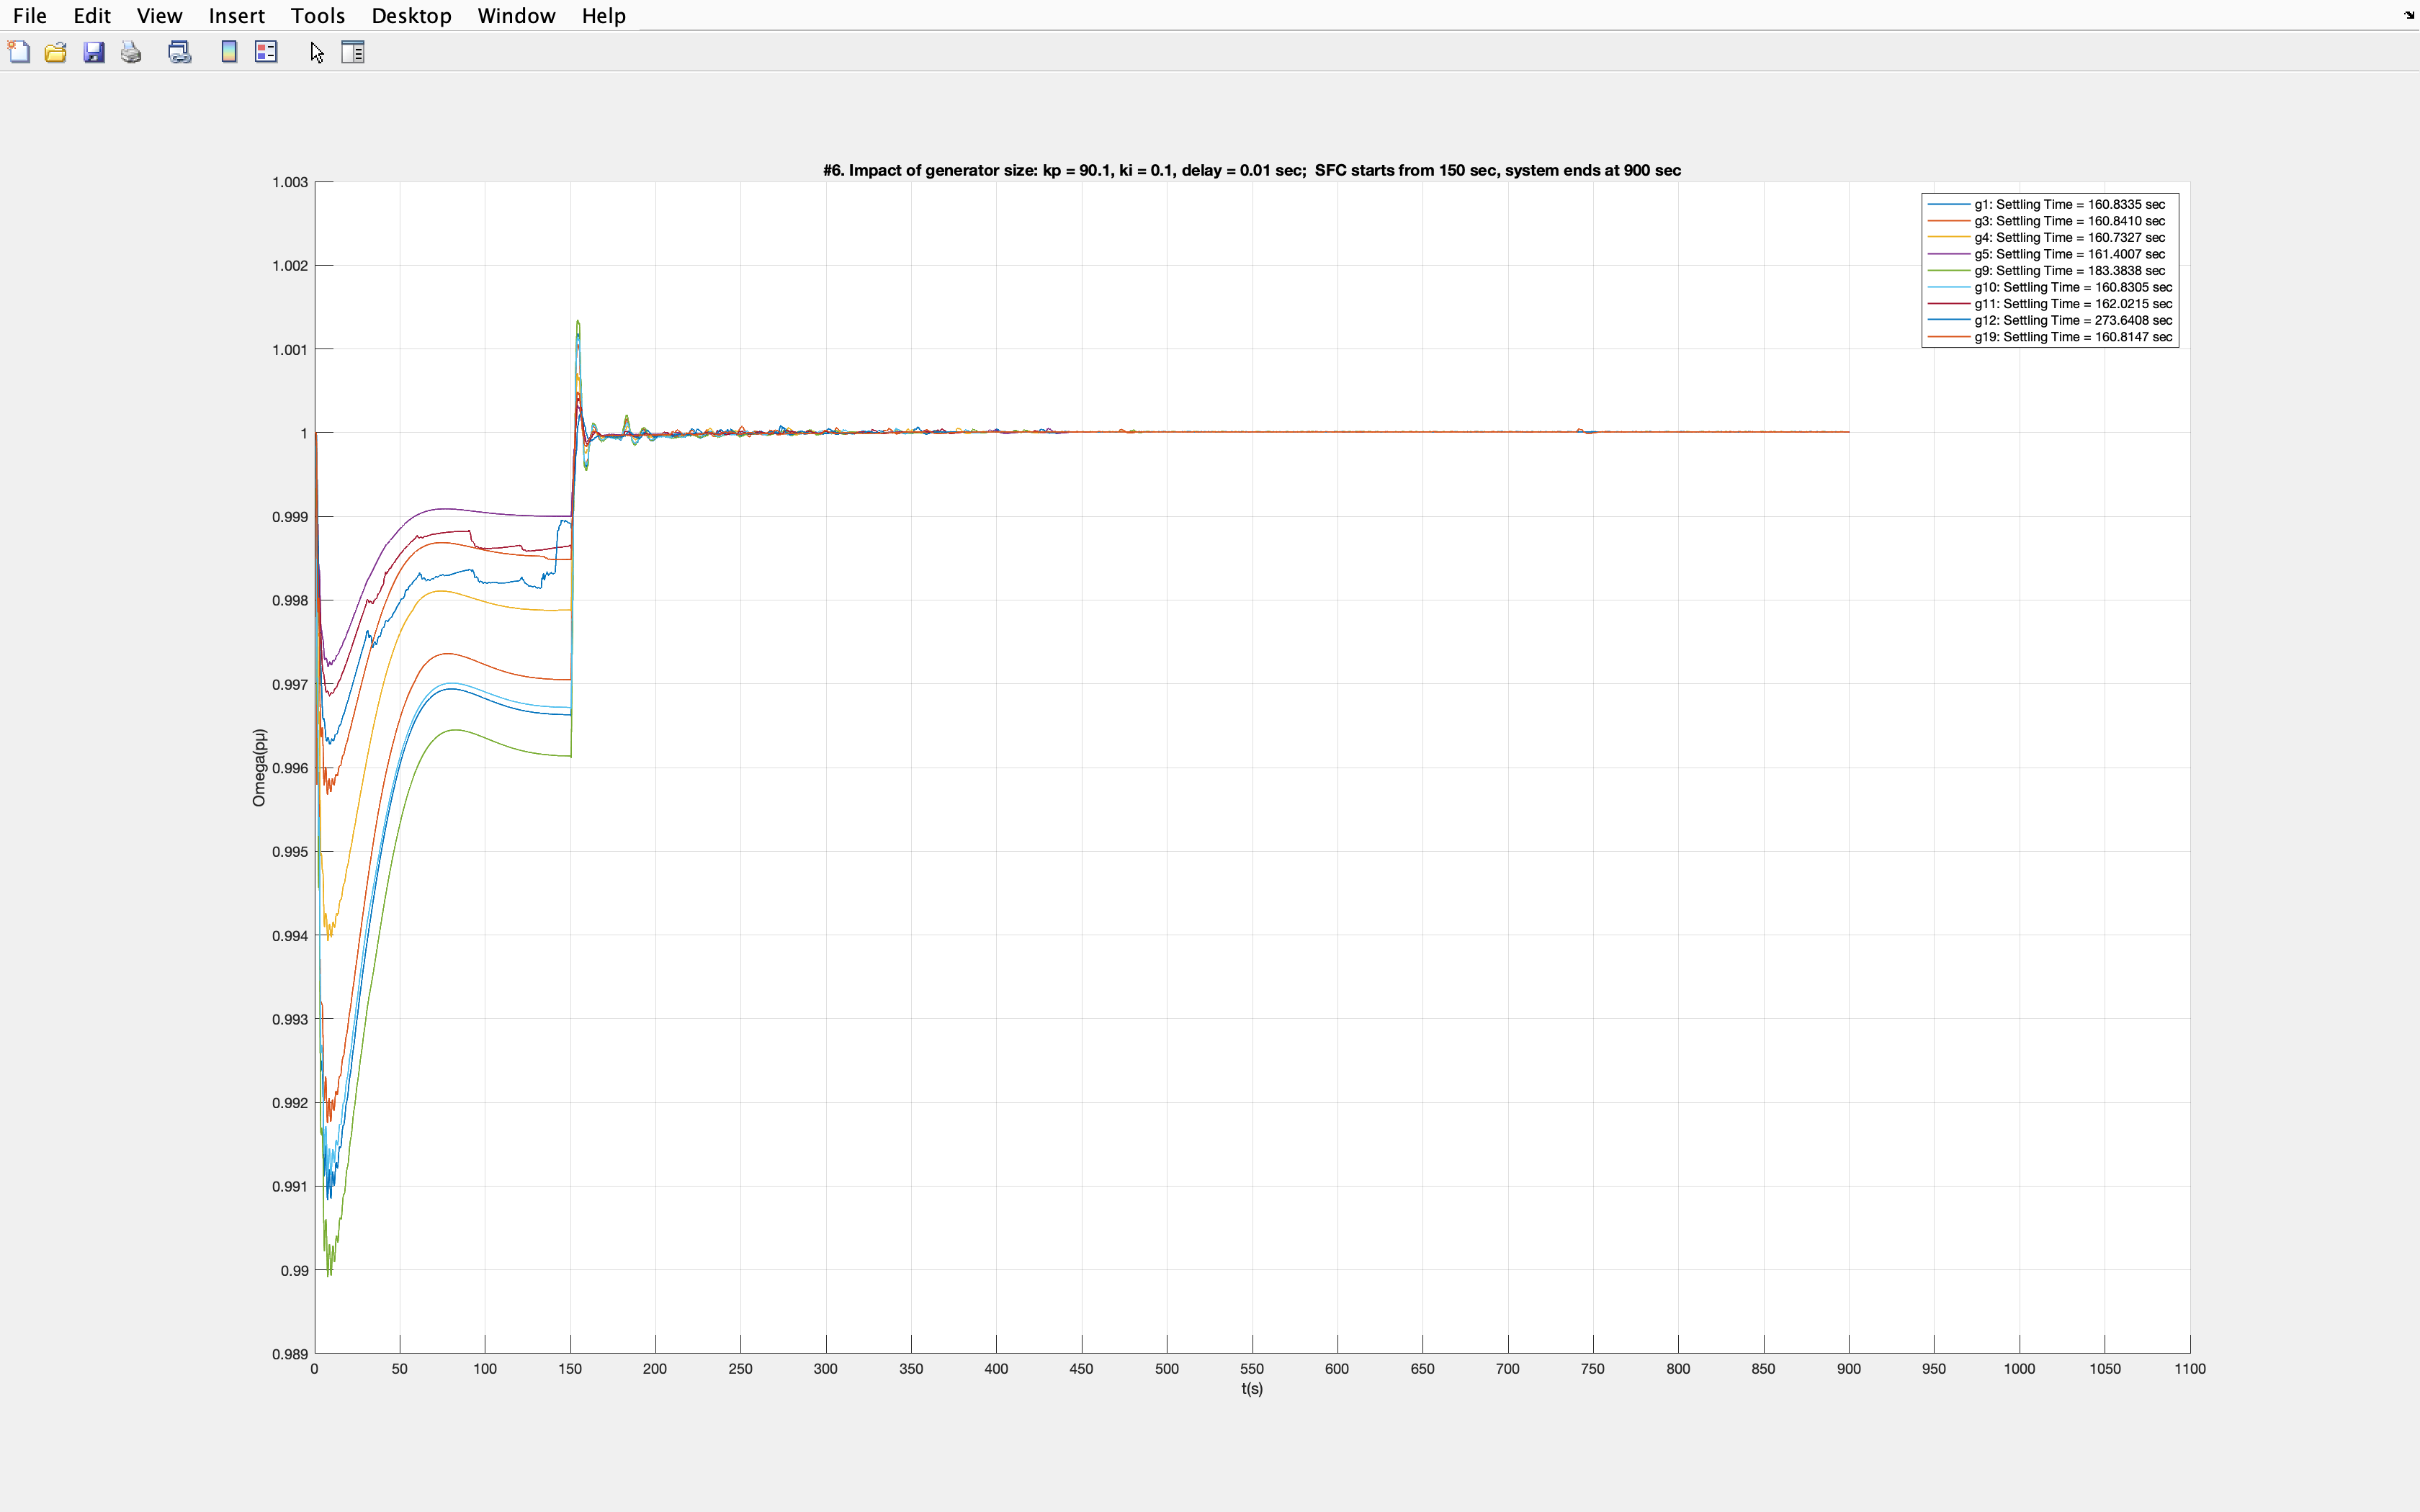 File Edit View Insert Tools Desktop Window Help
#6. Impact of generator size: kp = 90.1, ki = 0.1, delay = 0.01 sec;  SFC starts from 150 sec, system ends at 900 sec
g1: Settling Time = 160.8335 sec
g3: Settling Time = 160.8410 sec
g4: Settling Time = 160.7327 sec
g5: Settling Time = 161.4007 sec
g9: Settling Time = 183.3838 sec
g10: Settling Time = 160.8305 sec
g11: Settling Time = 162.0215 sec
g12: Settling Time = 273.6408 sec
g19: Settling Time = 160.8147 sec
1.003
1.002
1.001
1
0.999
0.998
0.997
0.996
0.995
0.994
0.993
0.992
0.991
0.99
0.989
Omega(pμ)
0 50 100 150 200 250 300 350 400 450 500 550 600 650 700 750 800 850 900 950 1000 1050 1100
t(s)